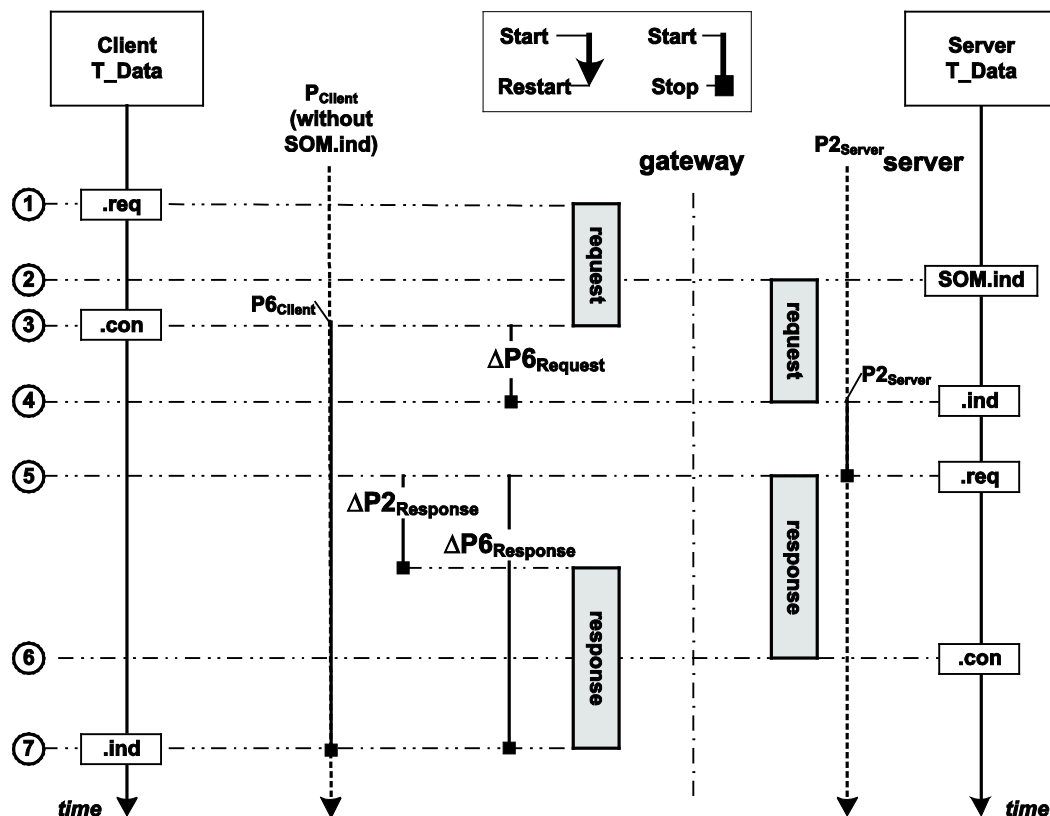 Client
T_Data
Start
Restart
Start
Stop
Server
T_Data
PClient
(without
SOM.ind)
gateway
P2Server
server
1
.req
request
2
SOM.ind
request
P6Client
3
.con
ΔP6Request
P2Server
4
.ind
5
.req
ΔP2Response
ΔP6Response
response
response
6
.con
7
.ind
time
time